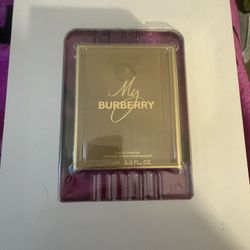 My
BURBERRY
EAU DE PARFUM
3.0 FL. OZ.